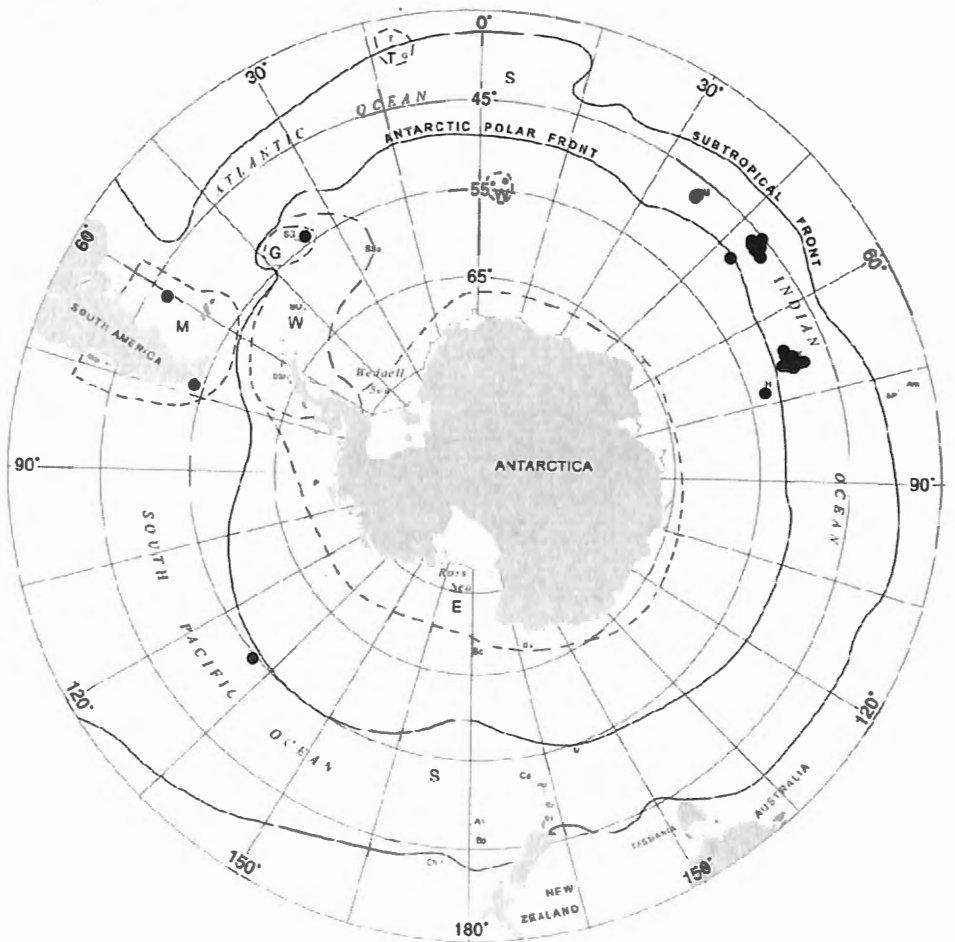 0°
30°
30°
T
S
ATLANTIC OCEAN
45°
ANTARCTIC POLAR FRONT
SUBTROPICAL FRONT
55°
M
60°
60°
G
W
65°
INDIAN
M
SOUTH AMERICA
Weddell Sea
H
Am
90°
ANTARCTICA
90°
OCEAN
SOUTH
PACIFIC
OCEAN
Ross Sea
E
120°
120°
S
Ca
TASMANIA
AUSTRALIA
150°
150°
NEW ZEALAND
180°